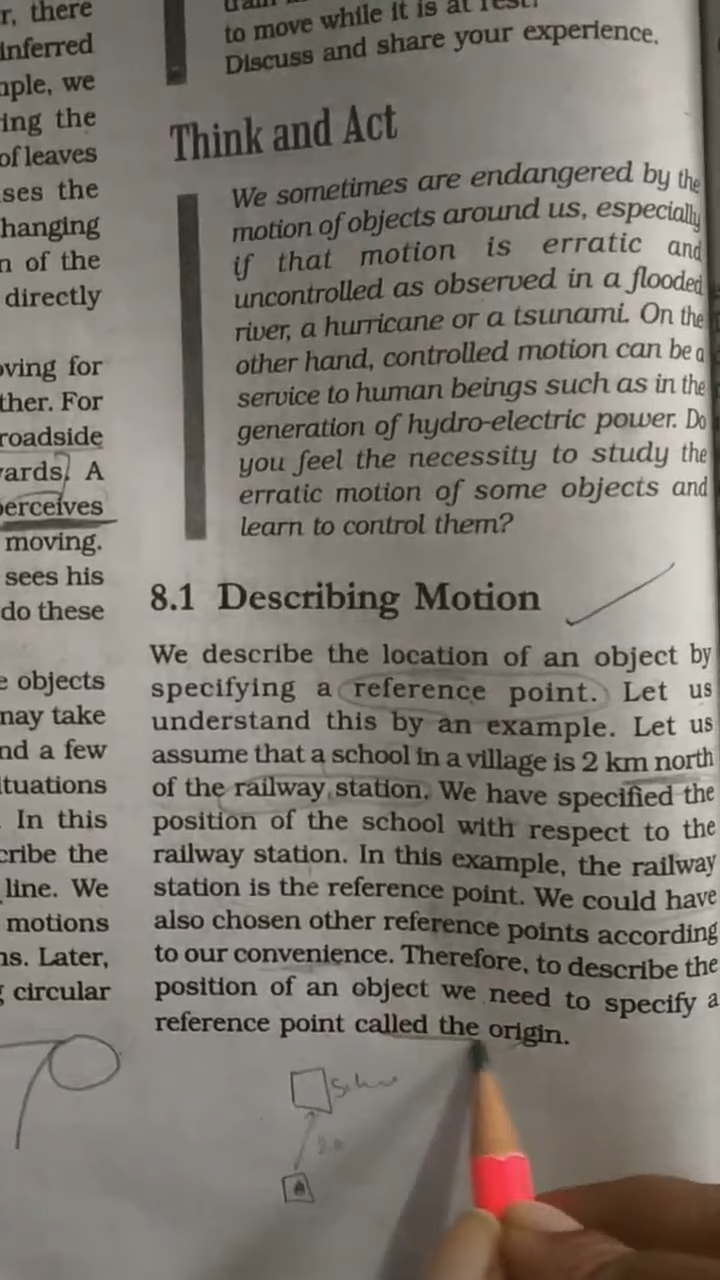 r, there
inferred
we
ing the
of leaves
ses the
hanging
n of the
directly
ving for
ther. For
roadside
A
perceives
moving.
sees his
do these
objects
may take
nd a few
In this
cribe the
line. We
motions
Later,
circular
to move while it is at rest.
Discuss and share your experience.
Think and Act
We sometimes are endangered by the
motion of objects around us, especially
if that motion is erratic and
uncontrolled as observed in a flooded
river, a hurricane or a tsunami. On the
other hand, controlled motion can be a
service to human beings such as in the
generation of hydro-electric power. Do
you feel the necessity to study the
erratic motion of some objects and
learn to control them?
8.1 Describing Motion
We describe the location of an object by
specifying a reference point. Let us
understand this by an example. Let us
assume that a school in a village is 2 km north
of the railway station. We have specified the
position of the school with respect to the
railway station. In this example, the railway
station is the reference point. We could have
also chosen other reference points according
to our convenience. Therefore, to describe the
position of an object we need to specify a
reference point called the origin.